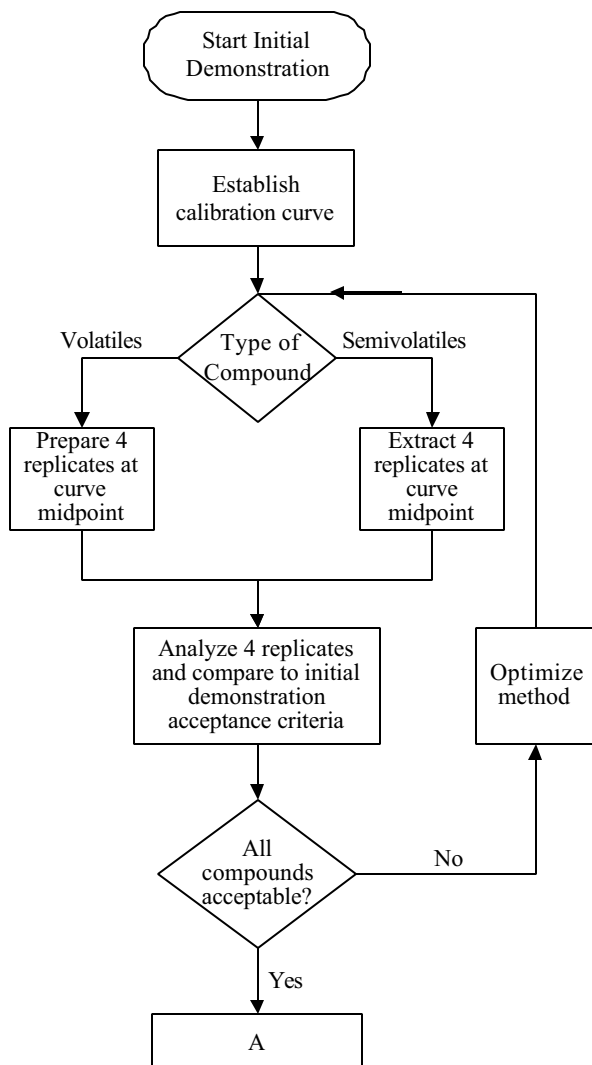 Start Initial
Demonstration
Establish
calibration curve
Volatiles
Type of
Compound
Semivolatiles
Prepare 4
replicates at
curve
midpoint
Extract 4
replicates at
curve
midpoint
Analyze 4 replicates
and compare to initial
demonstration
acceptance criteria
Optimize
method
All
compounds
acceptable?
No
Yes
A